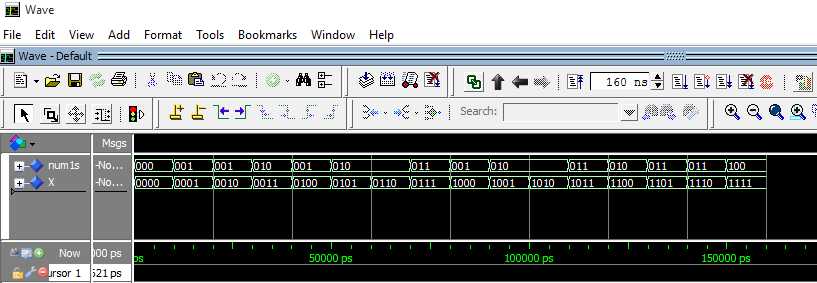 Wave
File Edit View Add Format Tools Bookmarks Window Help
Wave - Default
160 ns
Search:
Msgs
num1s -No... 000 001 001 010 001 010 011 001 010 011 010 011 011 100
X -No... 0000 0001 0010 0011 0100 0101 0110 0111 1000 1001 1010 1011 1100 1101 1110 1111
Now 000 ps ps 50000 ps 100000 ps 150000 ps
ursor 1 521 ps